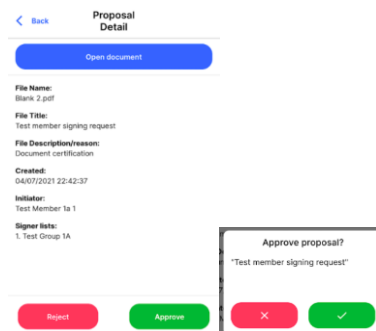 Back
Proposal
Detail
Open document
File Name:
Blank 2.pdf
File Title:
Test member signing request
File Description/reason:
Document certification
Created:
04/07/2021 22:42:37
Initiator:
Test Member 1a 1
Signer lists:
1. Test Group 1A
Reject
Approve
Approve proposal?
"Test member signing request"